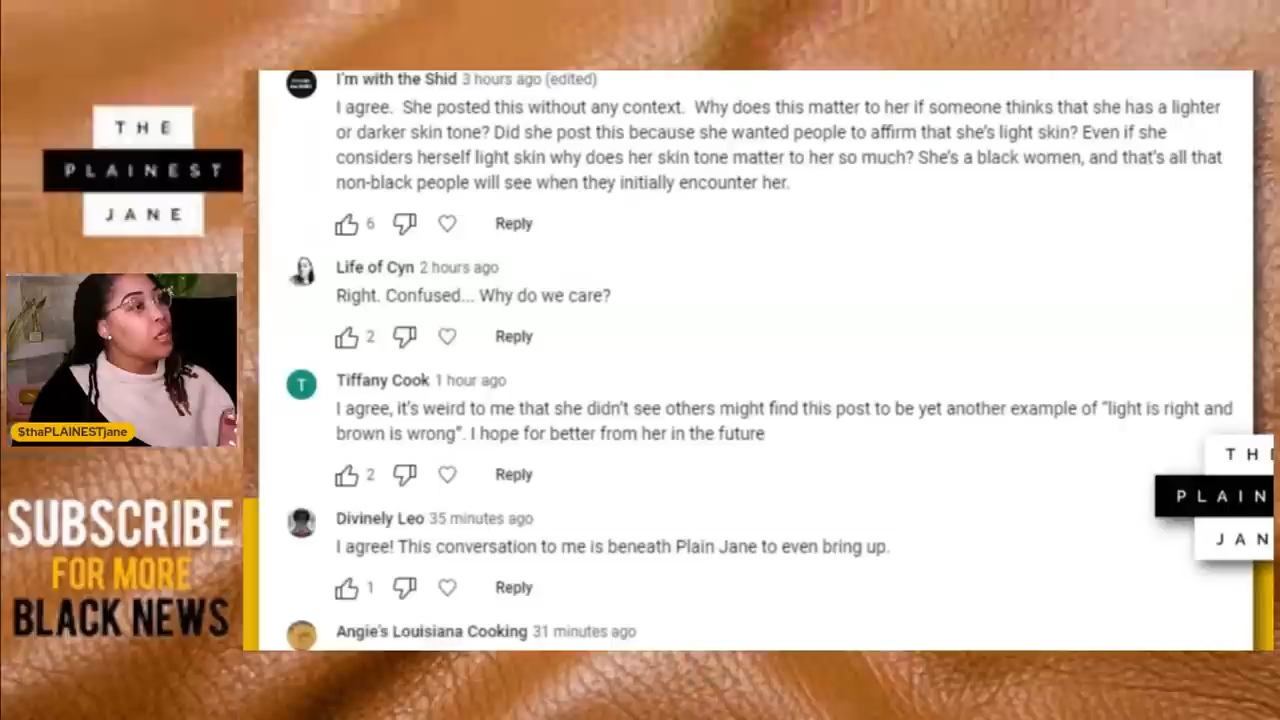 THE
PLAINEST
JANE
$thaPLAINESTjane
SUBSCRIBE
FOR MORE
BLACK NEWS
I'm with the Shid 3 hours ago (edited)
I agree. She posted this without any context. Why does this matter to her if someone thinks that she has a lighter
or darker skin tone? Did she post this because she wanted people to affirm that she's light skin? Even if she
considers herself light skin why does her skin tone matter to her so much? She's a black women, and that's all that
non-black people will see when they initially encounter her.
6 Reply
Life of Cyn 2 hours ago
Right. Confused... Why do we care?
2 Reply
T
Tiffany Cook 1 hour ago
I agree, it's weird to me that she didn't see others might find this post to be yet another example of "light is right and
brown is wrong". I hope for better from her in the future
2 Reply
Divinely Leo 35 minutes ago
I agree! This conversation to me is beneath Plain Jane to even bring up.
1 Reply
Angie's Louisiana Cooking 31 minutes ago
TH
PLAIN
JAN